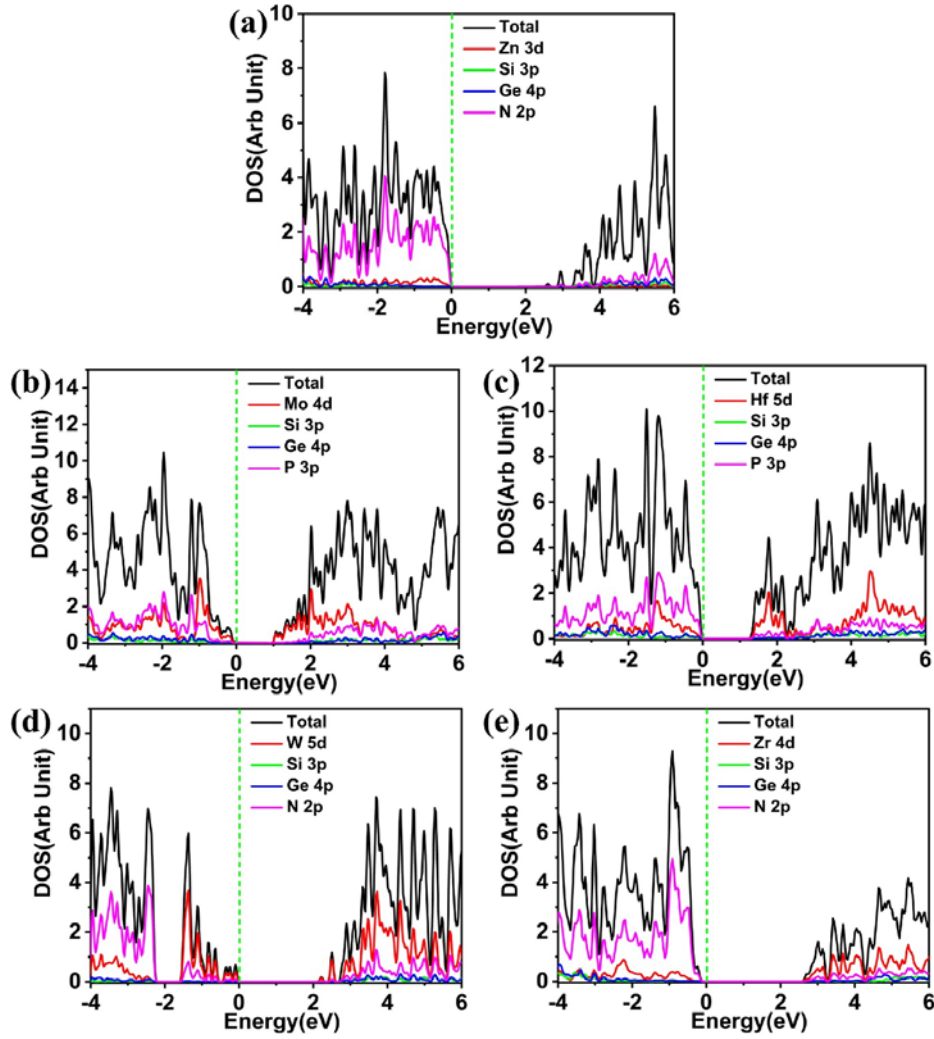 (a)
DOS(Arb Unit)
10
8
6
4
2
0
Total
Zn 3d
Si 3p
Ge 4p
N 2p
-4 -2 0 2 4 6
Energy(eV)
(b)
DOS(Arb Unit)
14
12
10
8
6
4
2
0
Total
Mo 4d
Si 3p
Ge 4p
P 3p
-4 -2 0 2 4 6
Energy(eV)
(c)
DOS(Arb Unit)
12
10
8
6
4
2
0
Total
Hf 5d
Si 3p
Ge 4p
P 3p
-4 -2 0 2 4 6
Energy(eV)
(d)
DOS(Arb Unit)
10
8
6
4
2
0
Total
W 5d
Si 3p
Ge 4p
N 2p
-4 -2 0 2 4 6
Energy(eV)
(e)
DOS(Arb Unit)
10
8
6
4
2
0
Total
Zr 4d
Si 3p
Ge 4p
N 2p
-4 -2 0 2 4 6
Energy(eV)